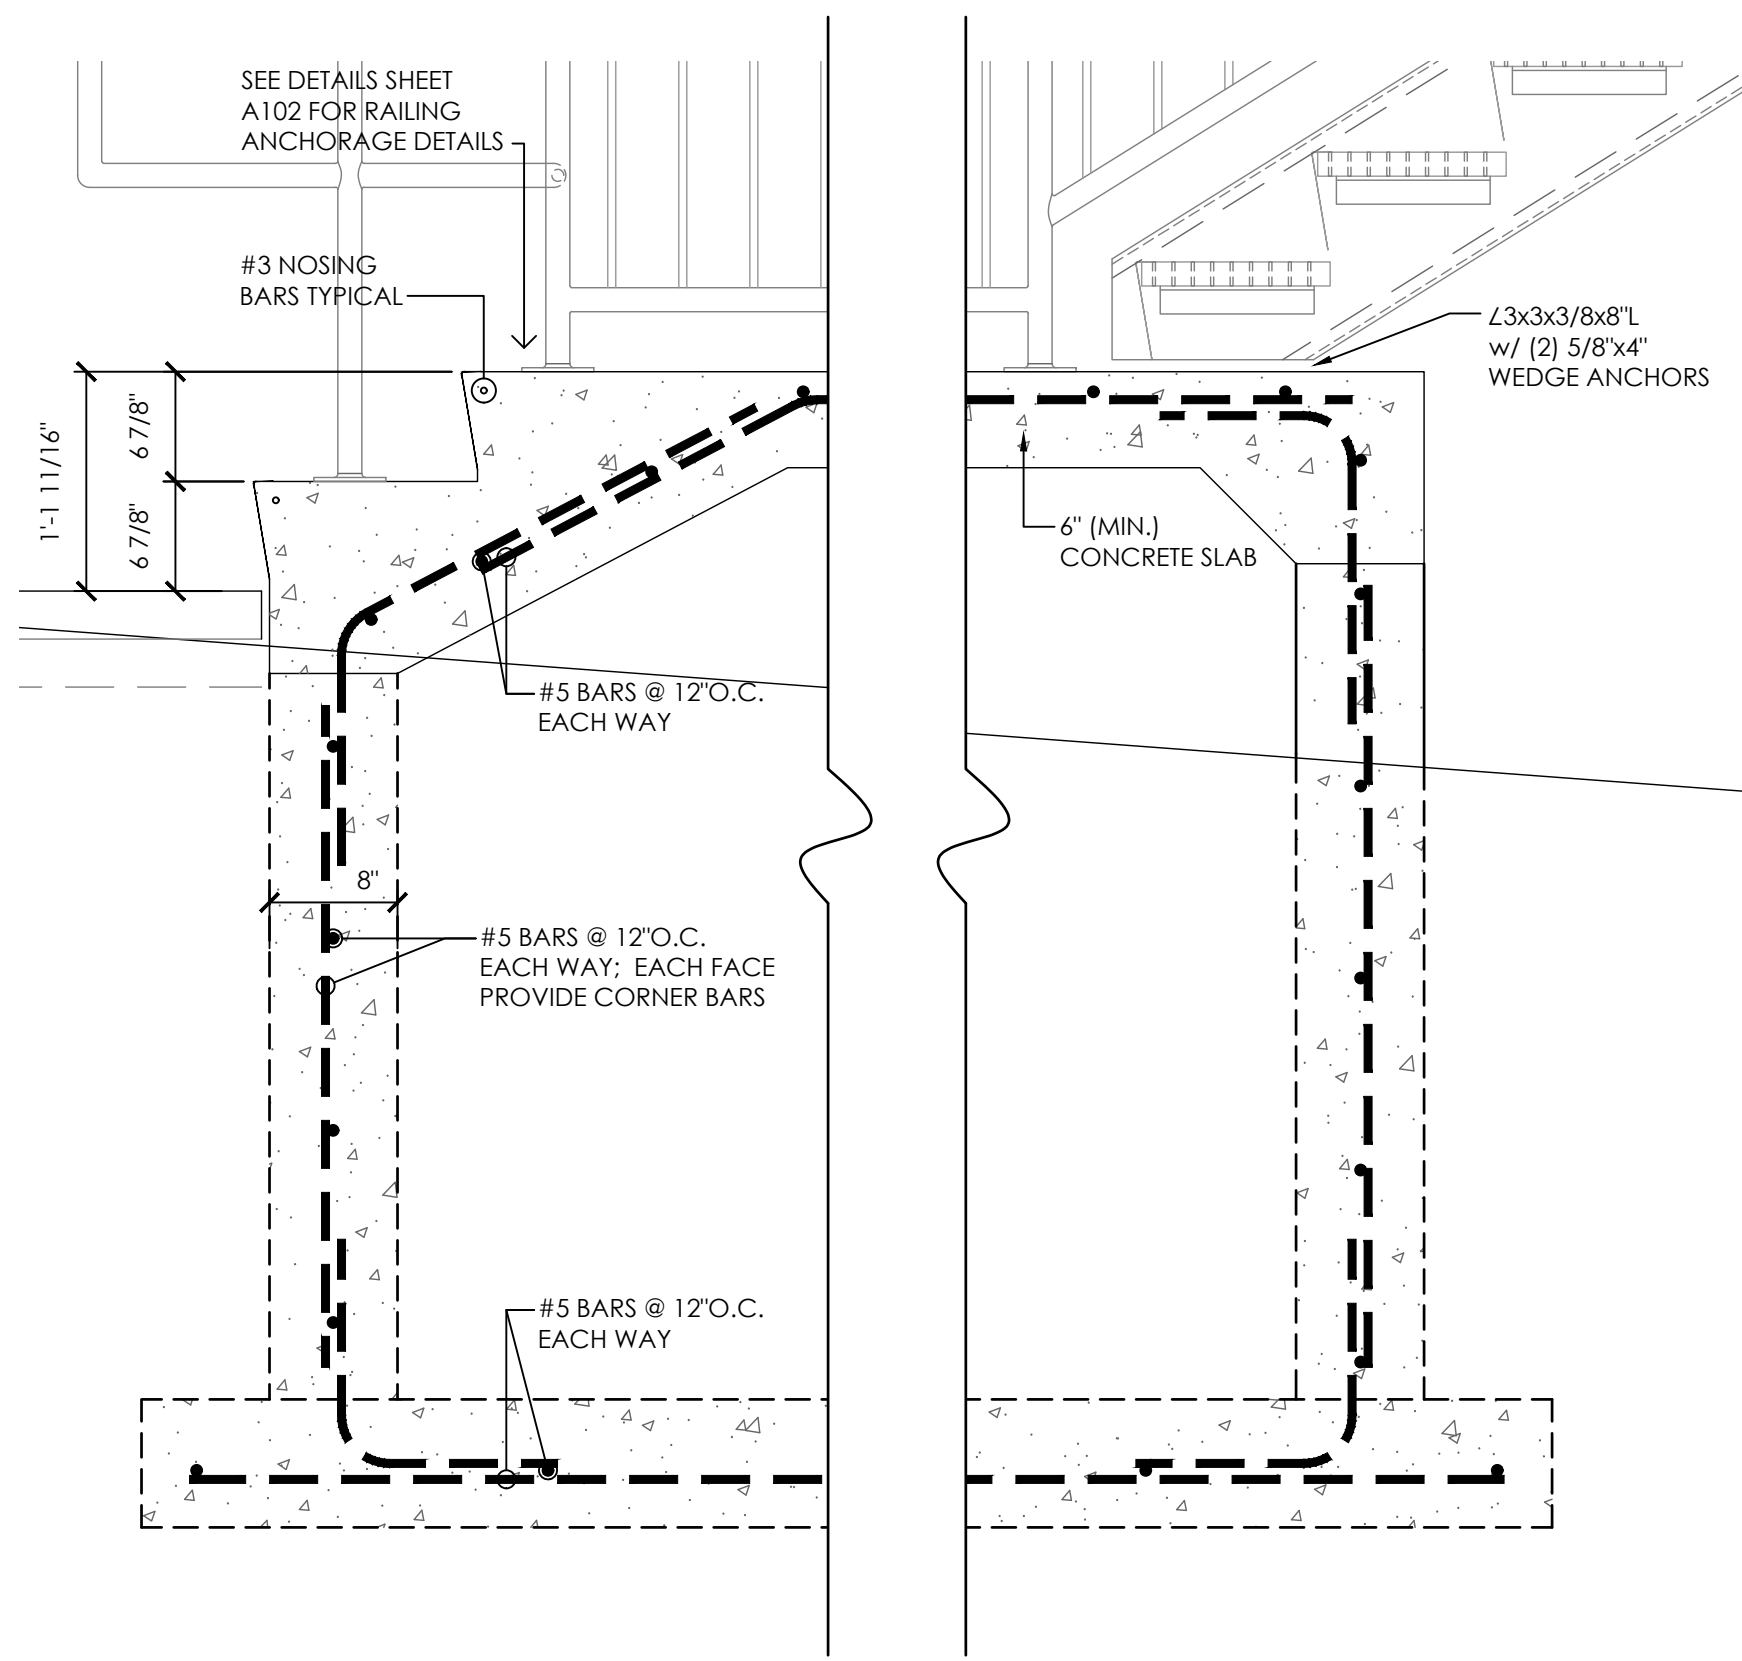 SEE DETAILS SHEET
A102 FOR RAILING
ANCHORAGE DETAILS
#3 NOSING
BARS TYPICAL
∠3x3x3/8x8"L
w/ (2) 5/8"x4"
WEDGE ANCHORS
1'-1 11/16"
6 7/8"
6 7/8"
6" (MIN.)
CONCRETE SLAB
#5 BARS @ 12"O.C.
EACH WAY
8"
#5 BARS @ 12"O.C.
EACH WAY; EACH FACE
PROVIDE CORNER BARS
#5 BARS @ 12"O.C.
EACH WAY